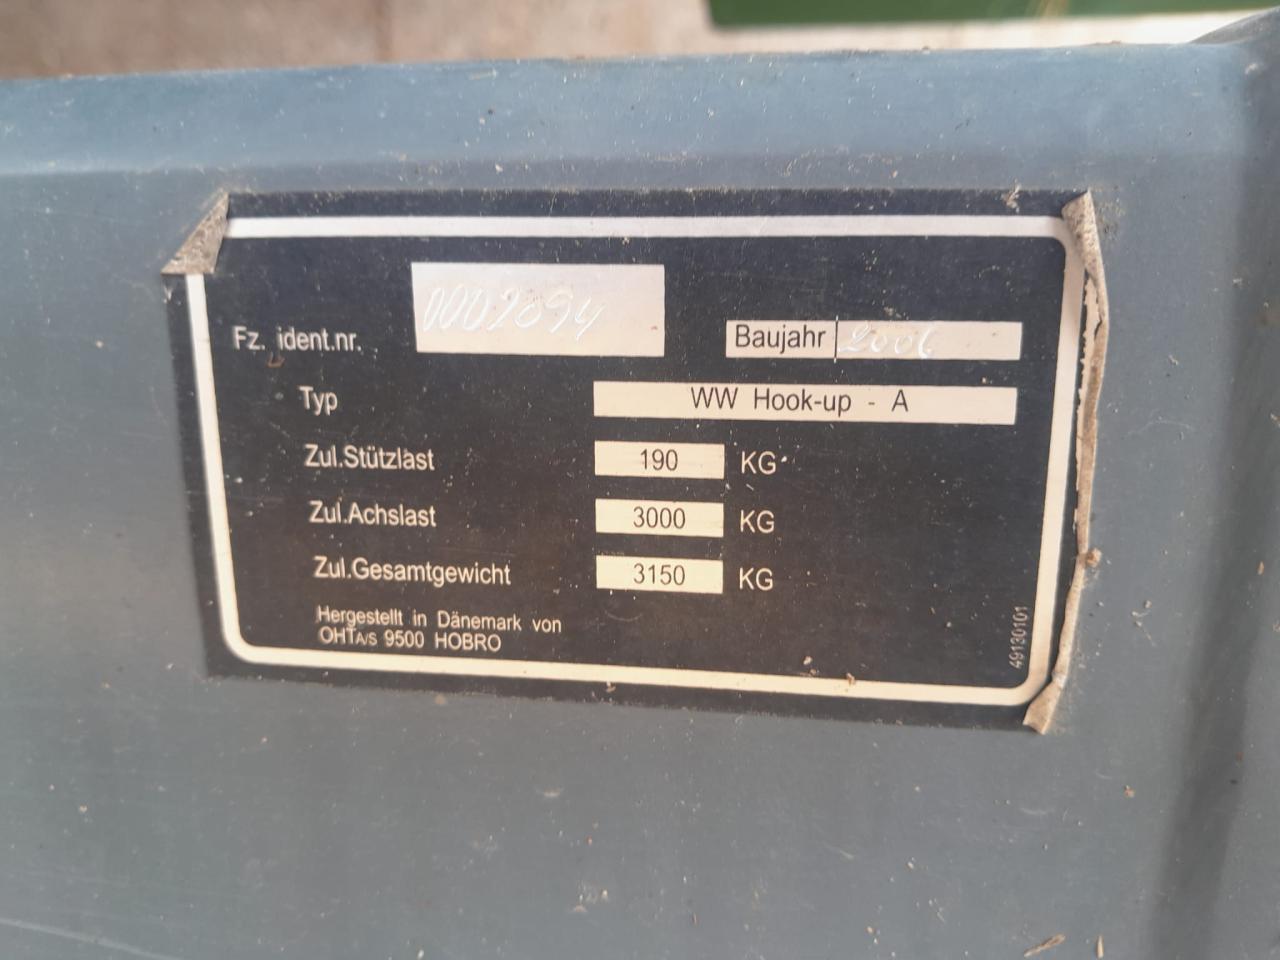 Fz. ident.nr. 0002094
Baujahr 2006
Typ WW Hook-up - A
Zul.Stützlast 190 KG
Zul.Achslast 3000 KG
Zul.Gesamtgewicht 3150 KG
Hergestellt in Dänemark von
OHTA/S 9500 HOBRO
49130101